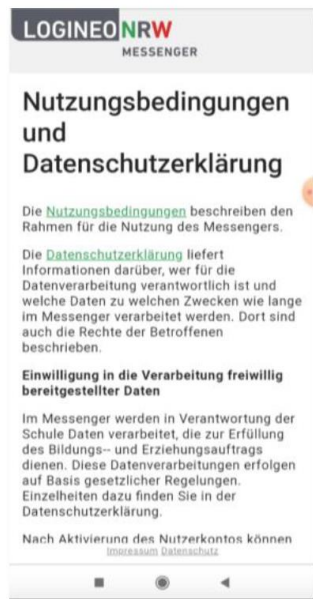 LOGINEO NRW
MESSENGER
Nutzungsbedingungen
und
Datenschutzerklärung
Die Nutzungsbedingungen beschreiben den
Rahmen für die Nutzung des Messengers.
Die Datenschutzerklärung liefert
Informationen darüber, wer für die
Datenverarbeitung verantwortlich ist und
welche Daten zu welchen Zwecken wie lange
im Messenger verarbeitet werden. Dort sind
auch die Rechte der Betroffenen
beschrieben.
Einwilligung in die Verarbeitung freiwillig
bereitgestellter Daten
Im Messenger werden in Verantwortung der
Schule Daten verarbeitet, die zur Erfüllung
des Bildungs-- und Erziehungsauftrags
dienen. Diese Datenverarbeitungen erfolgen
auf Basis gesetzlicher Regelungen.
Einzelheiten dazu finden Sie in der
Datenschutzerklärung.
Nach Aktivierung des Nutzerkontos können
Impressum Datenschutz